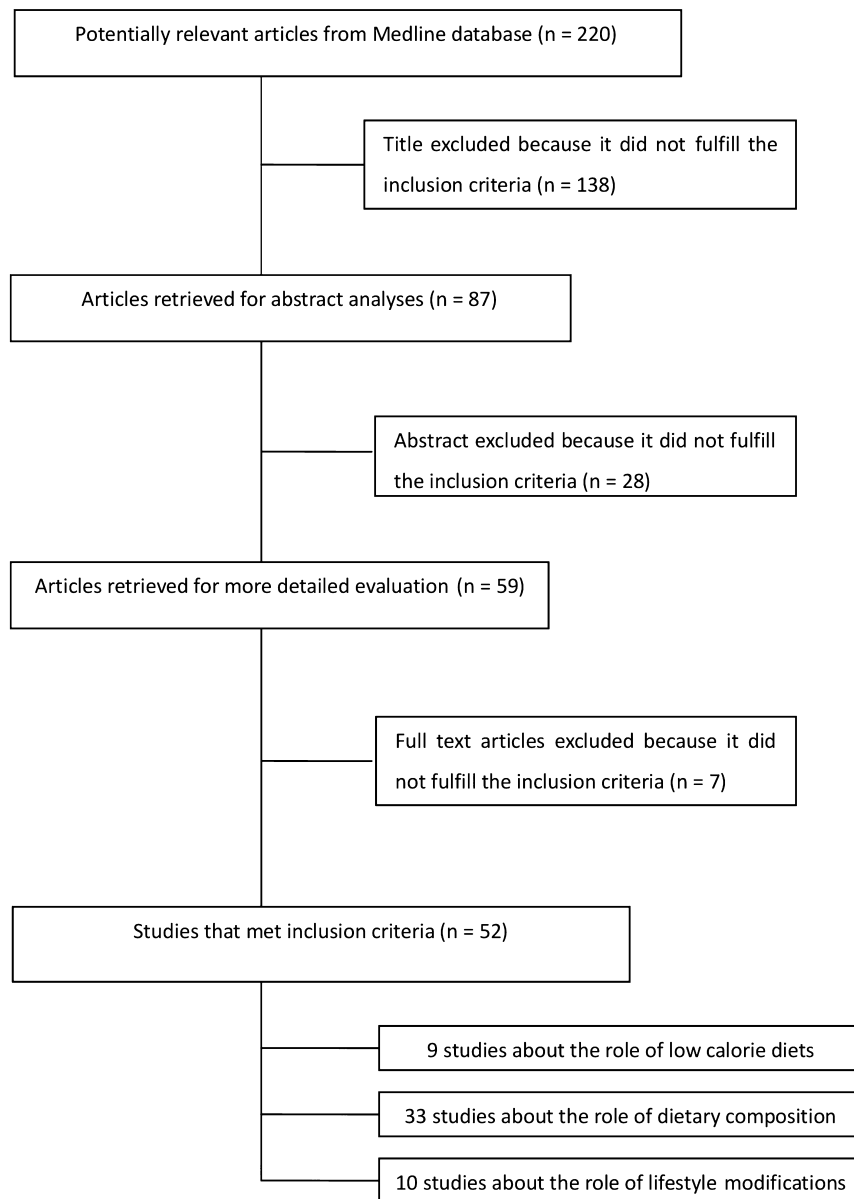 Potentially relevant articles from Medline database (n = 220)
Title excluded because it did not fulfill the
inclusion criteria (n = 138)
Articles retrieved for abstract analyses (n = 87)
Abstract excluded because it did not fulfill
the inclusion criteria (n = 28)
Articles retrieved for more detailed evaluation (n = 59)
Full text articles excluded because it did
not fulfill the inclusion criteria (n = 7)
Studies that met inclusion criteria (n = 52)
9 studies about the role of low calorie diets
33 studies about the role of dietary composition
10 studies about the role of lifestyle modifications